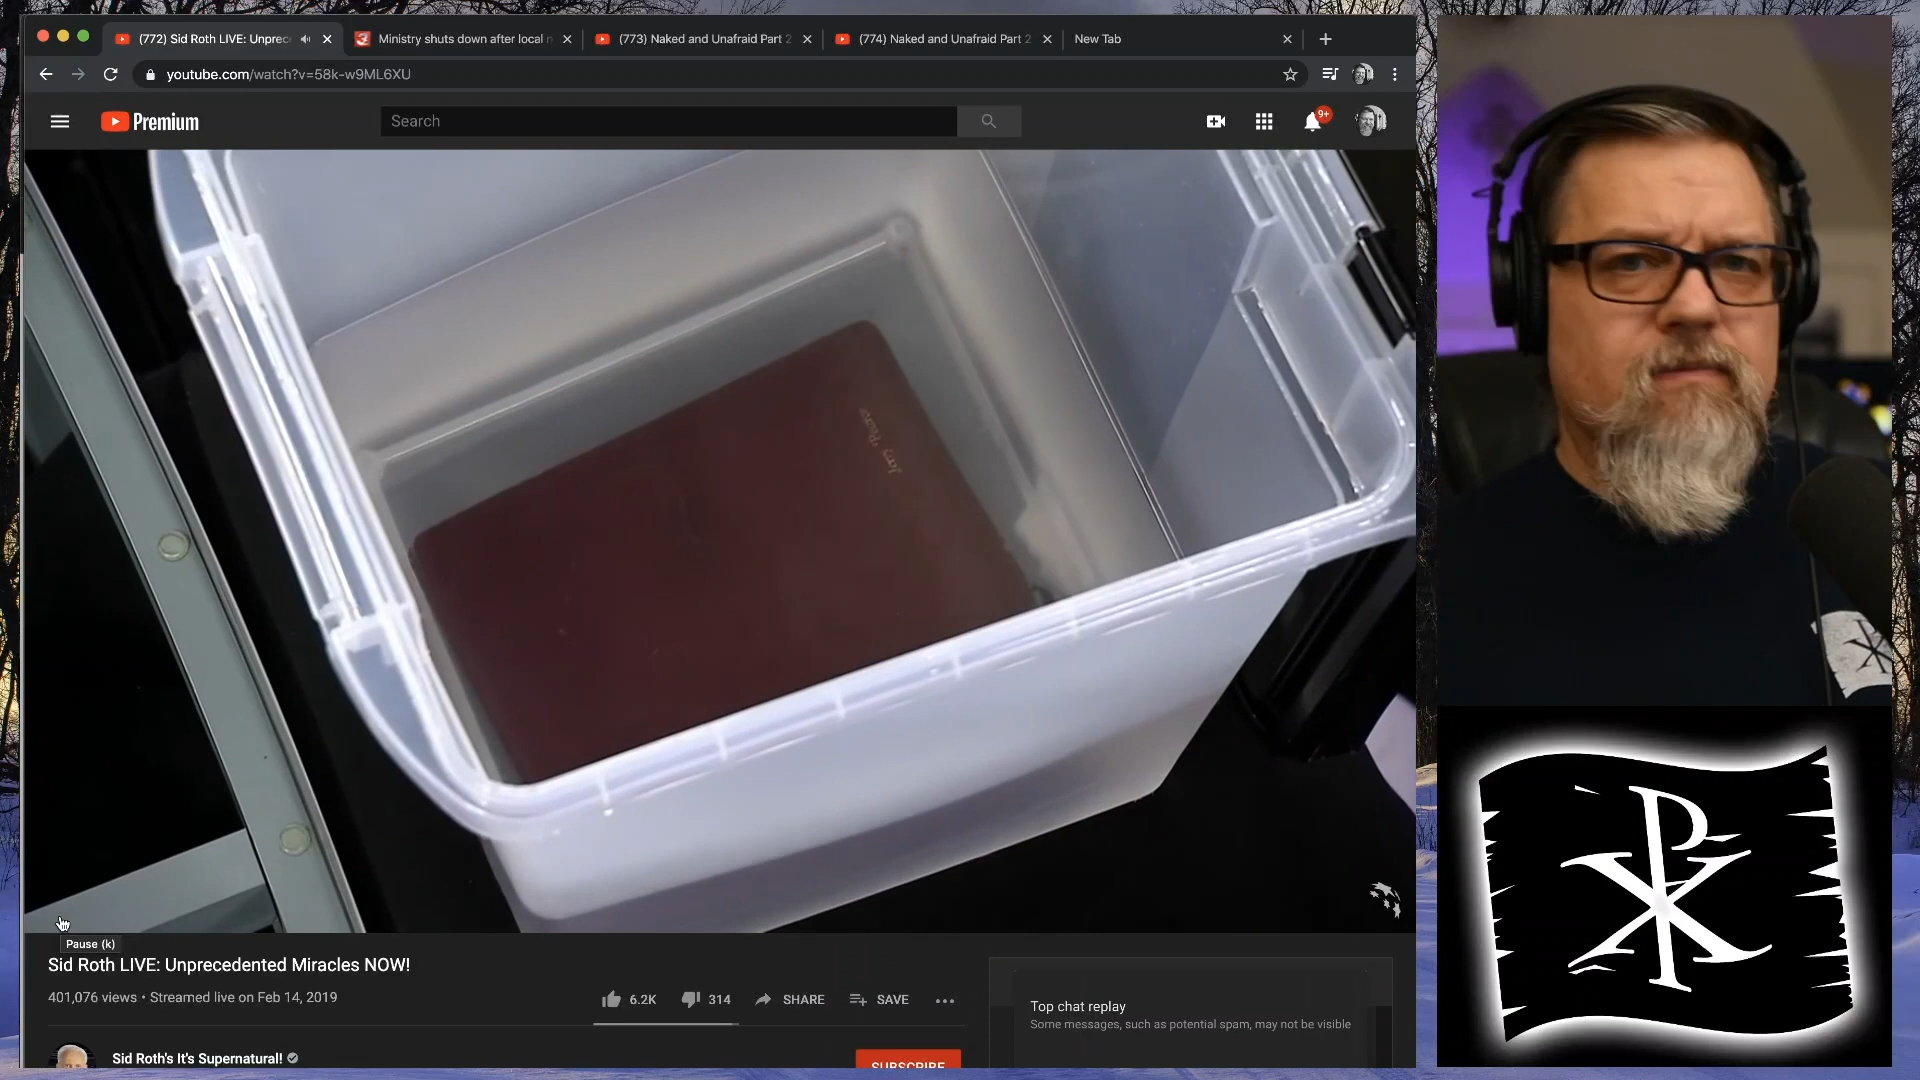 (772) Sid Roth LIVE: Unprec
Ministry shuts down after local n
(773) Naked and Unafraid Part 2
(774) Naked and Unafraid Part 2
New Tab
youtube.com/watch?v=58k-w9ML6XU
Premium
Search
9+
Pause (k)
Sid Roth LIVE: Unprecedented Miracles NOW!
401,076 views • Streamed live on Feb 14, 2019
6.2K
314
SHARE
SAVE
Top chat replay
Some messages, such as potential spam, may not be visible
Sid Roth's It's Supernatural!
SUBSCRIBE